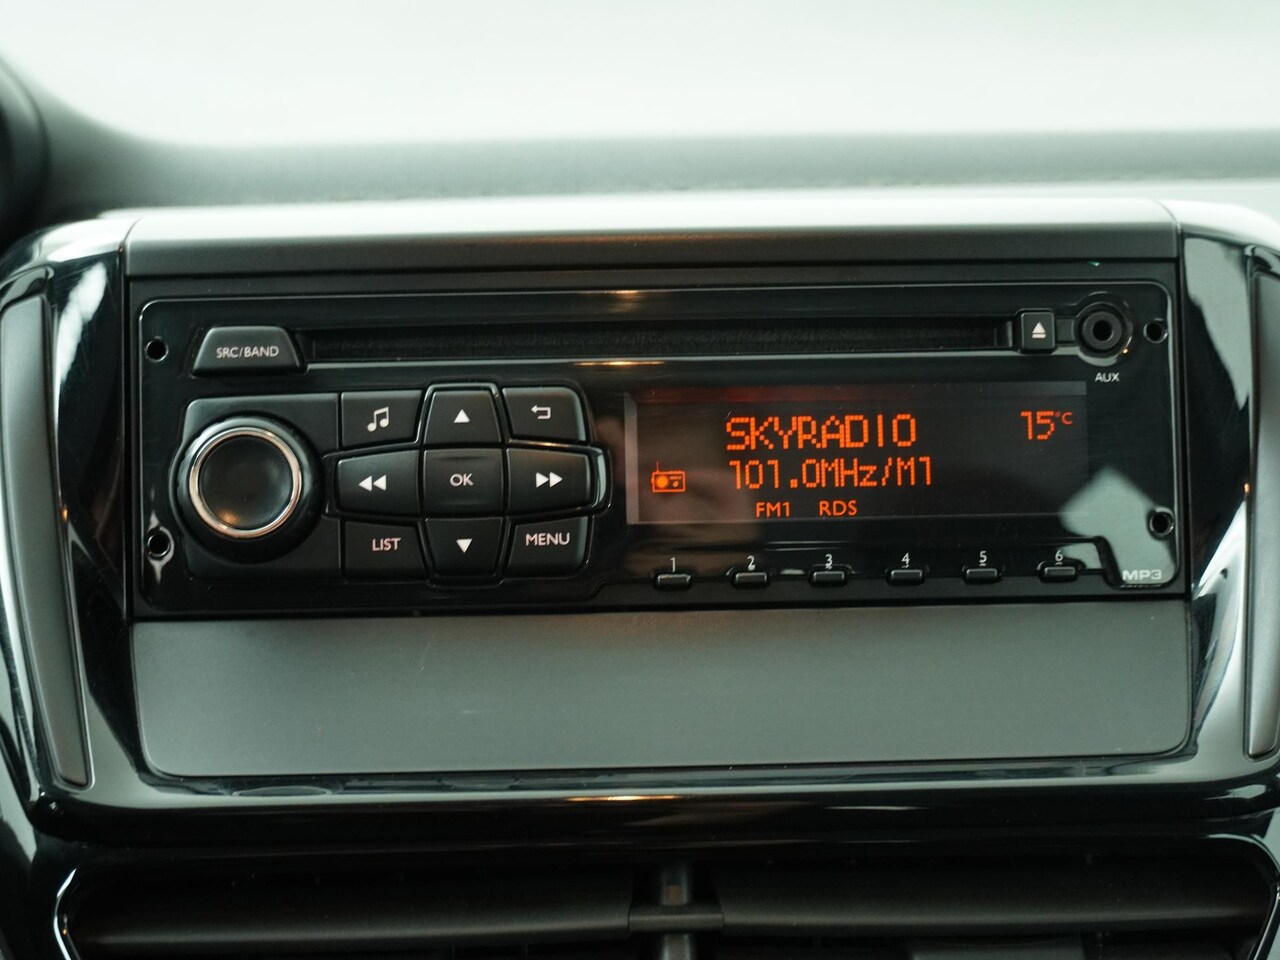 SRC/BAND
AUX
SKYRADIO 15°C
101.0MHz/M1
FM1 RDS
OK
LIST
MENU
1 2 3 4 5 6
MP3